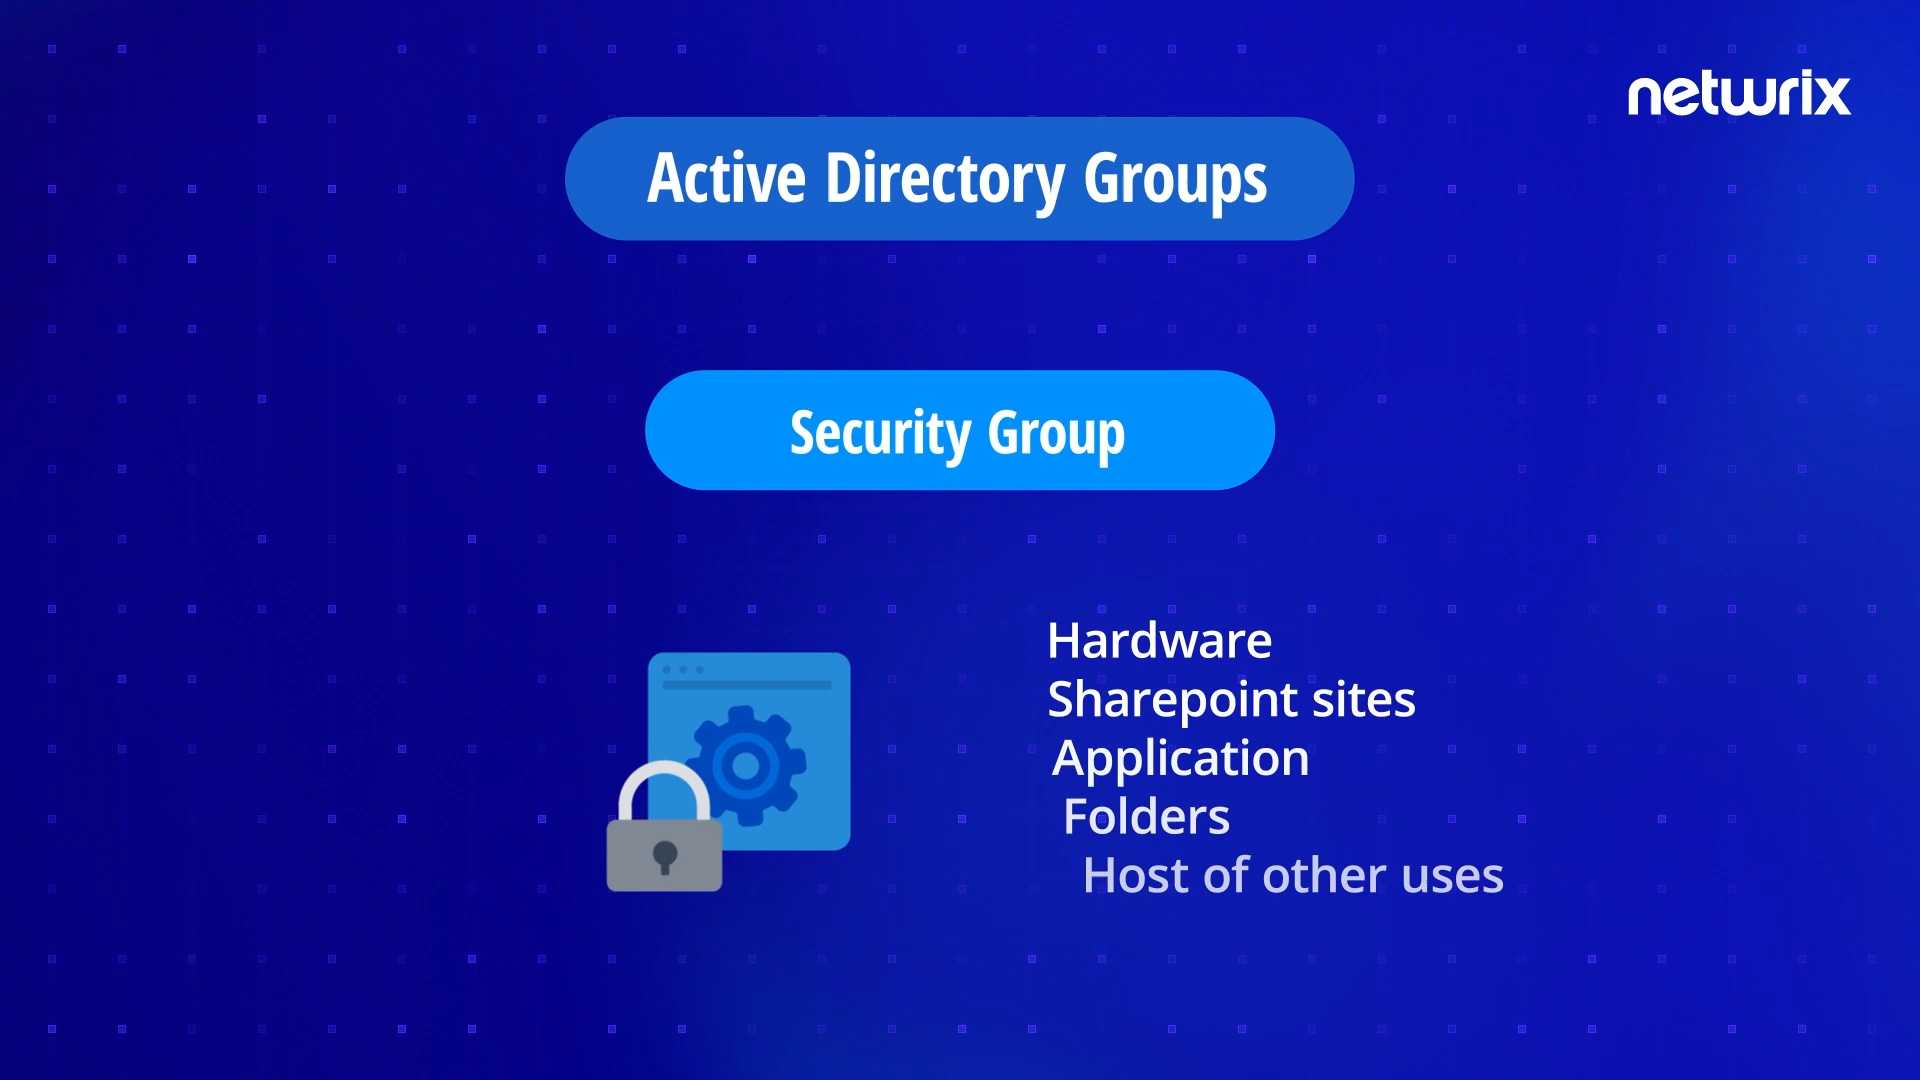 netwrix
Active Directory Groups
Security Group
Hardware
Sharepoint sites
Application
Folders
Host of other uses